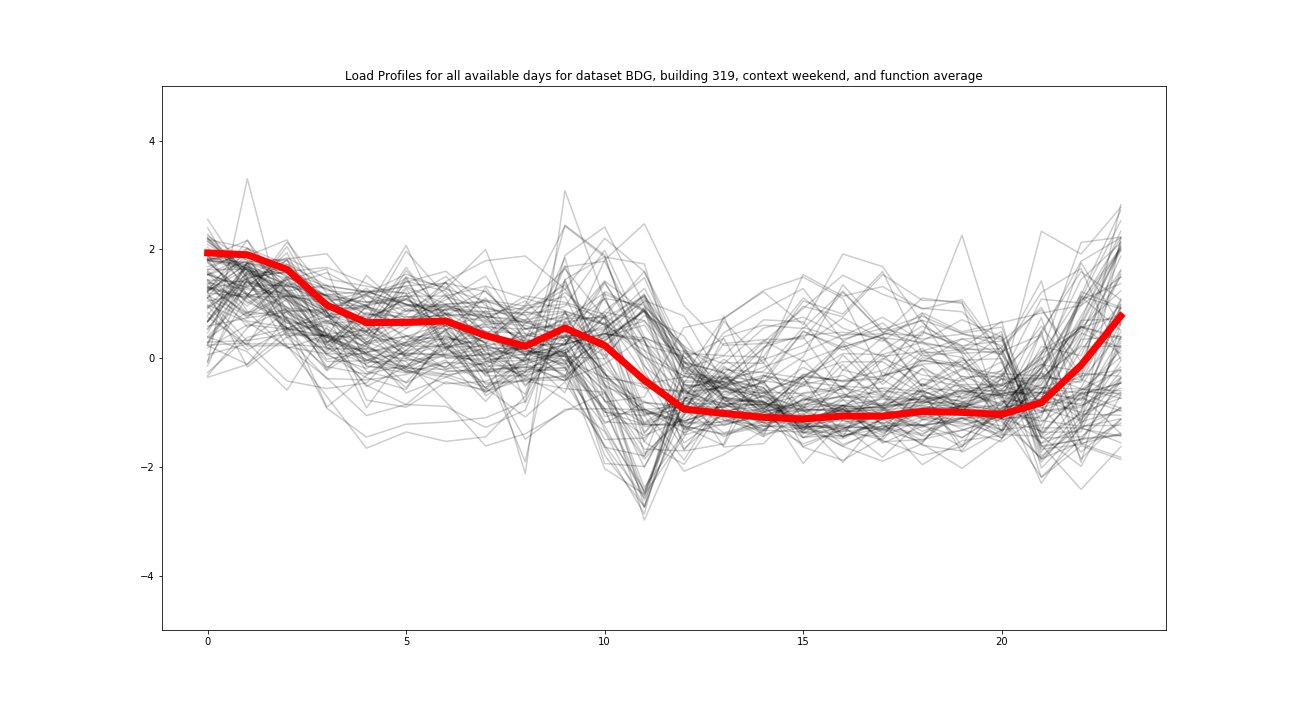 Load Profiles for all available days for dataset BDG, building 319, context weekend, and function average
4
2
0
−2
−4
0 5 10 15 20